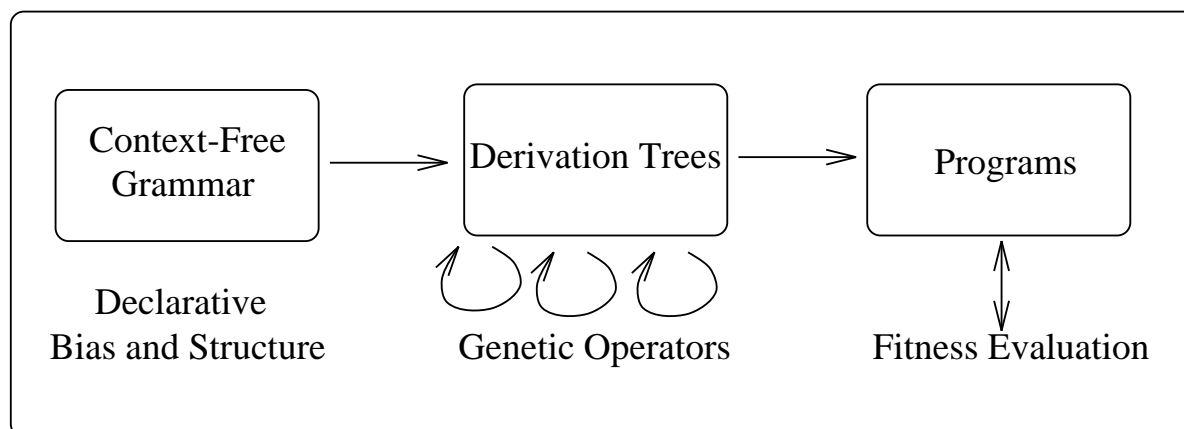 Context-Free
Grammar
Derivation Trees
Programs
Declarative
Bias and Structure
Genetic Operators
Fitness Evaluation